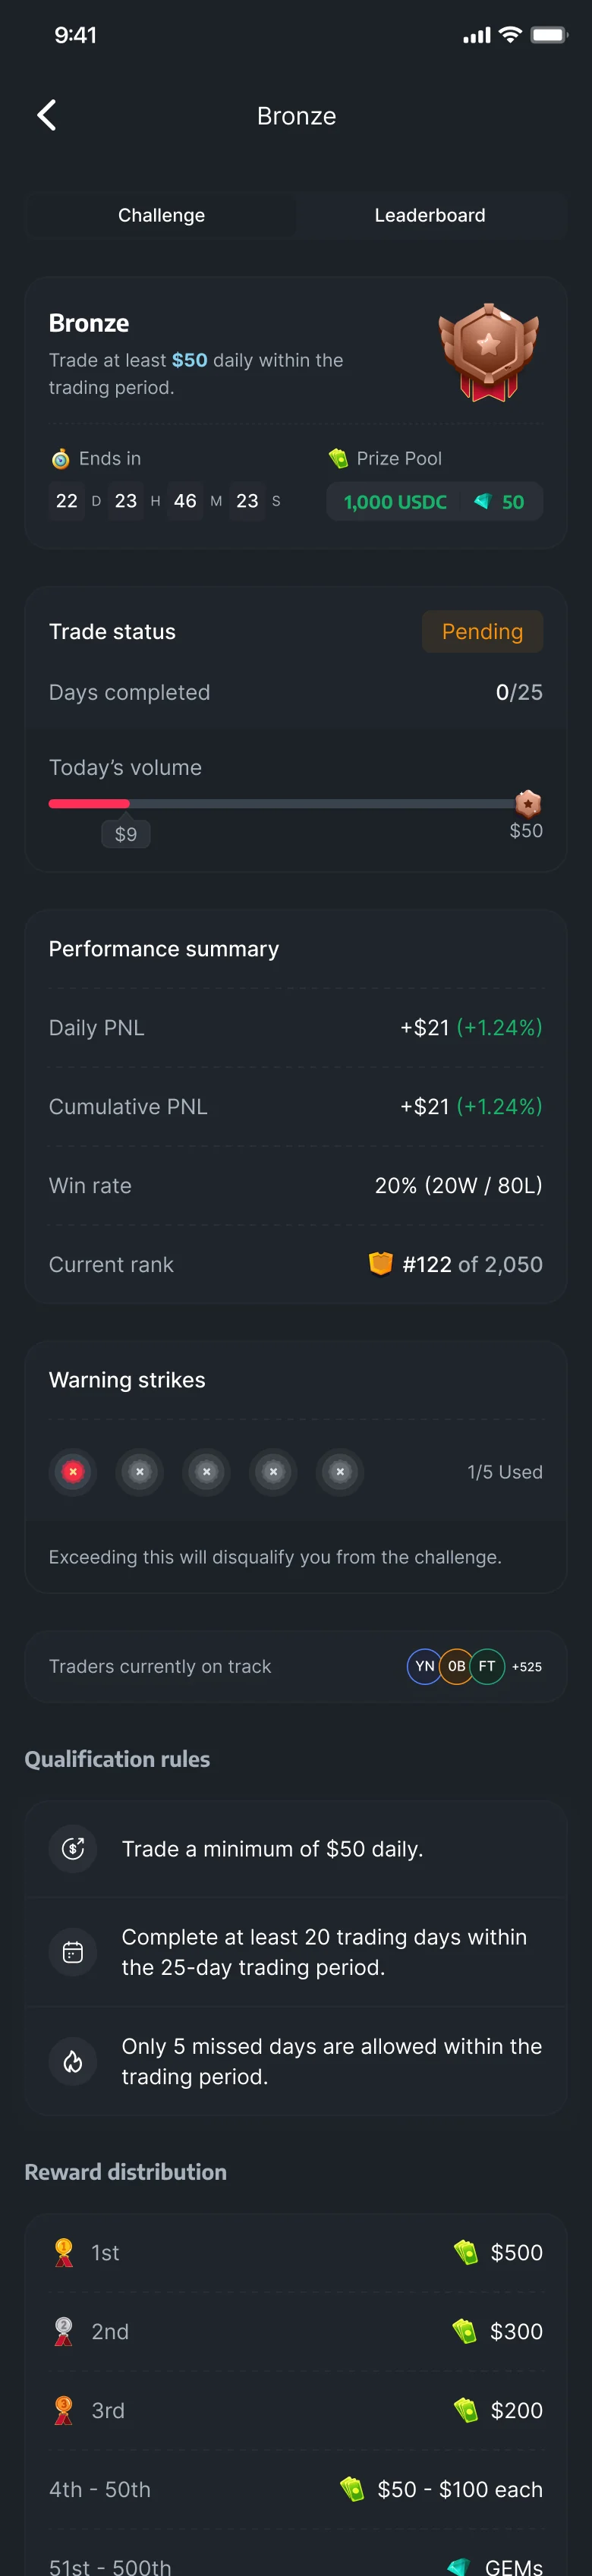 9:41
Bronze
Challenge Leaderboard
Bronze
Trade at least $50 daily within the
trading period.
Ends in Prize Pool
22 D 23 H 46 M 23 S 1,000 USDC 50
Trade status Pending
Days completed 0/25
Today’s volume
$9 $50
Performance summary
Daily PNL +$21 (+1.24%)
Cumulative PNL +$21 (+1.24%)
Win rate 20% (20W / 80L)
Current rank #122 of 2,050
Warning strikes
1/5 Used
Exceeding this will disqualify you from the challenge.
Traders currently on track YN 0B FT +525
Qualification rules
Trade a minimum of $50 daily.
Complete at least 20 trading days within
the 25-day trading period.
Only 5 missed days are allowed within the
trading period.
Reward distribution
1 1st $500
2 2nd $300
3 3rd $200
4th - 50th $50 - $100 each
51st - 500th GEMs